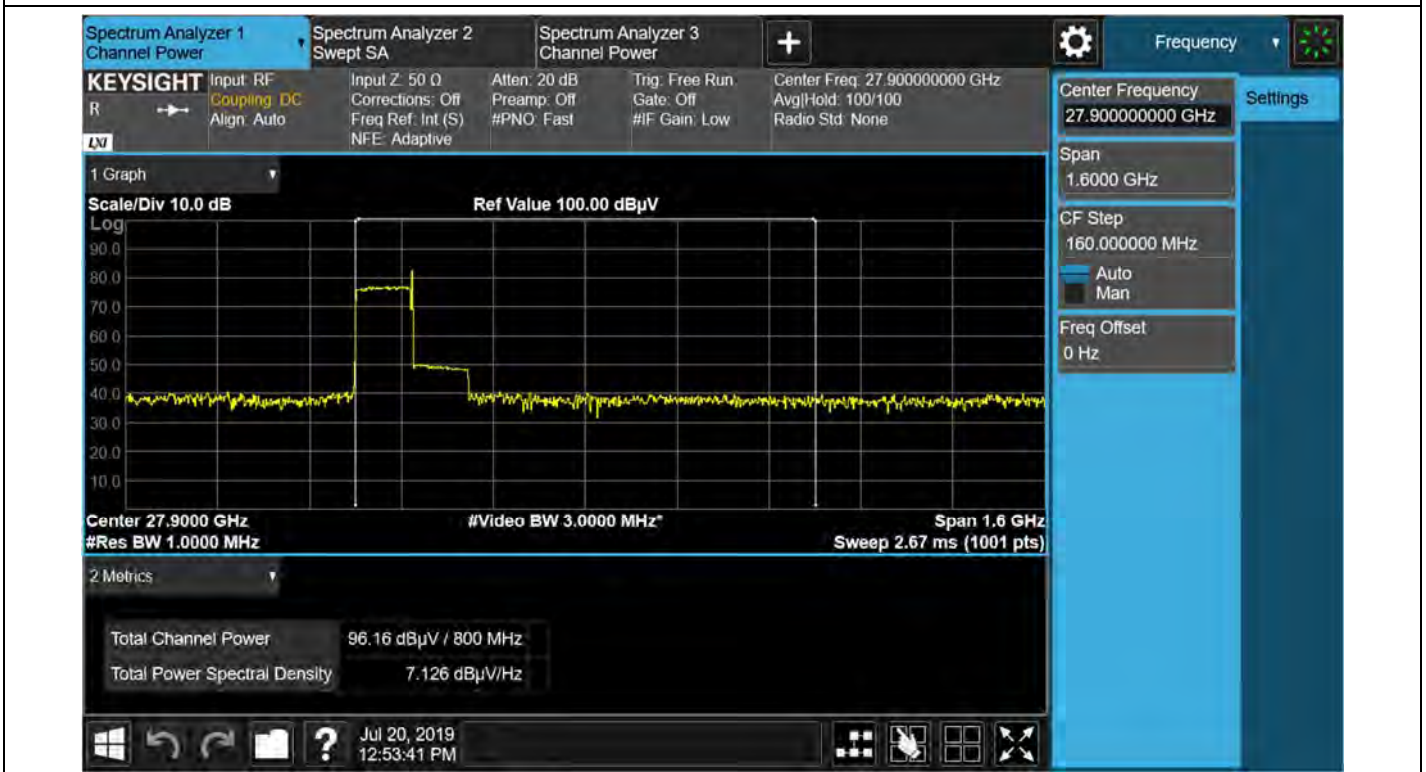 Spectrum Analyzer 1
Channel Power
Spectrum Analyzer 2
Swept SA
Spectrum Analyzer 3
Channel Power
+
Frequency
KEYSIGHT
R
LXI
Input: RF
Coupling: DC
Align: Auto
Input Z: 50 Ω
Corrections: Off
Freq Ref: Int (S)
NFE: Adaptive
Atten: 20 dB
Preamp: Off
#PNO: Fast
Trig: Free Run
Gate: Off
#IF Gain: Low
Center Freq: 27.900000000 GHz
Avg|Hold: 100/100
Radio Std: None
Center Frequency
27.900000000 GHz
Settings
Span
1.6000 GHz
CF Step
160.000000 MHz
Auto
Man
Freq Offset
0 Hz
1 Graph
Scale/Div 10.0 dB
Ref Value 100.00 dBµV
Log
90.0
80.0
70.0
60.0
50.0
40.0
30.0
20.0
10.0
Center 27.9000 GHz
#Video BW 3.0000 MHz*
Span 1.6 GHz
#Res BW 1.0000 MHz
Sweep 2.67 ms (1001 pts)
2 Metrics
Total Channel Power 96.16 dBµV / 800 MHz
Total Power Spectral Density 7.126 dBµV/Hz
?
Jul 20, 2019
12:53:41 PM